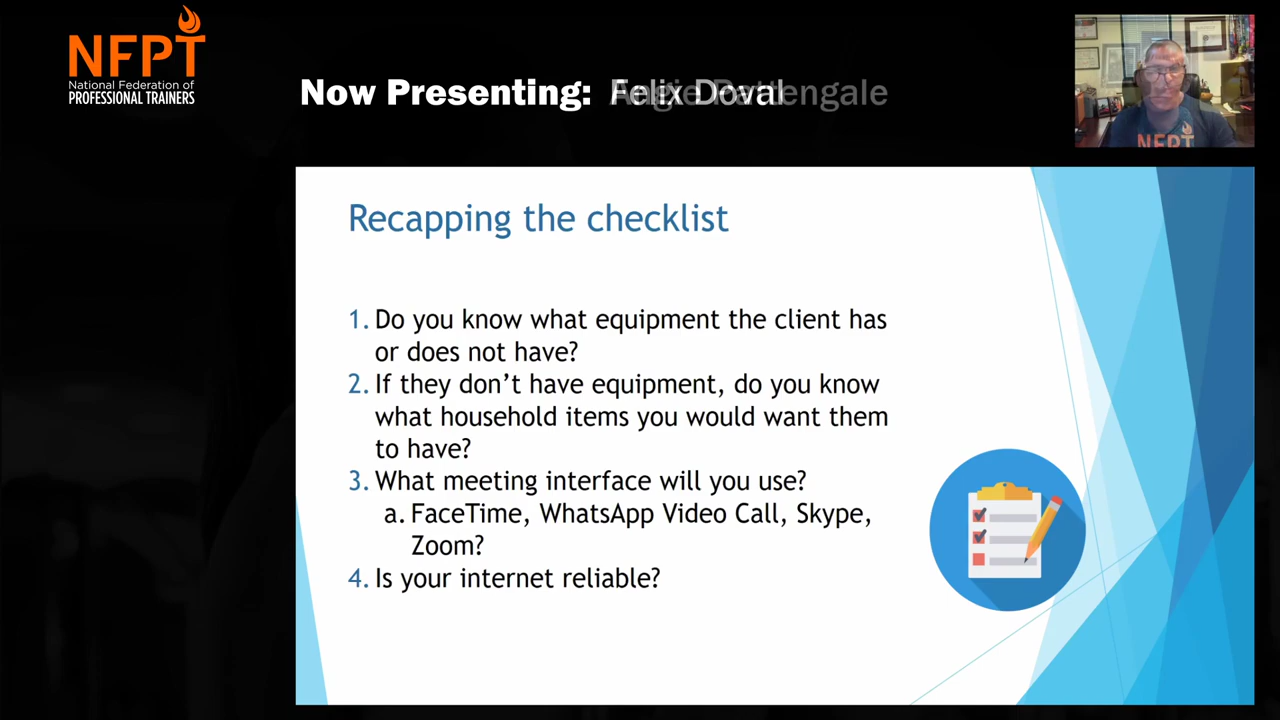 NFPT
National Federation of
PROFESSIONAL TRAINERS
Now Presenting: Felix Doval
NFPT
Recapping the checklist
1. Do you know what equipment the client has
or does not have?
2. If they don't have equipment, do you know
what household items you would want them
to have?
3. What meeting interface will you use?
a. FaceTime, WhatsApp Video Call, Skype,
Zoom?
4. Is your internet reliable?